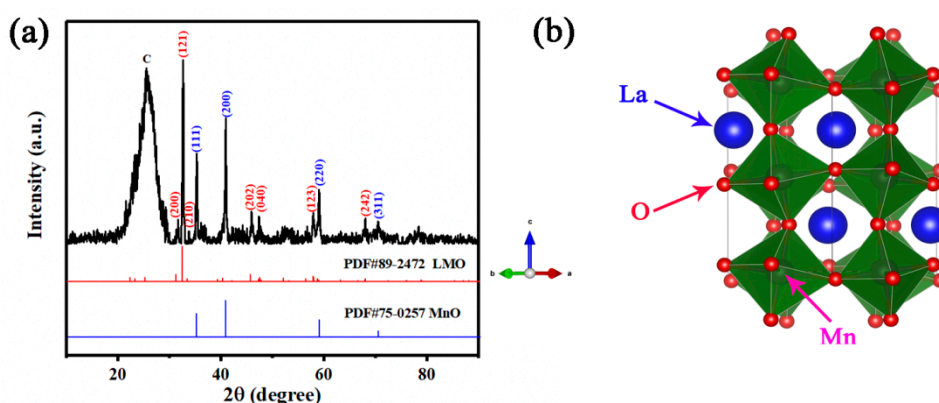 (a)
Intensity (a.u.)
C
(200)
(121)
(210)
(111)
(200)
(202)
(040)
(123)
(220)
(242)
(311)
PDF#89-2472 LMO
PDF#75-0257 MnO
20
40
60
80
2θ (degree)
(b)
La
O
Mn
c
b
a